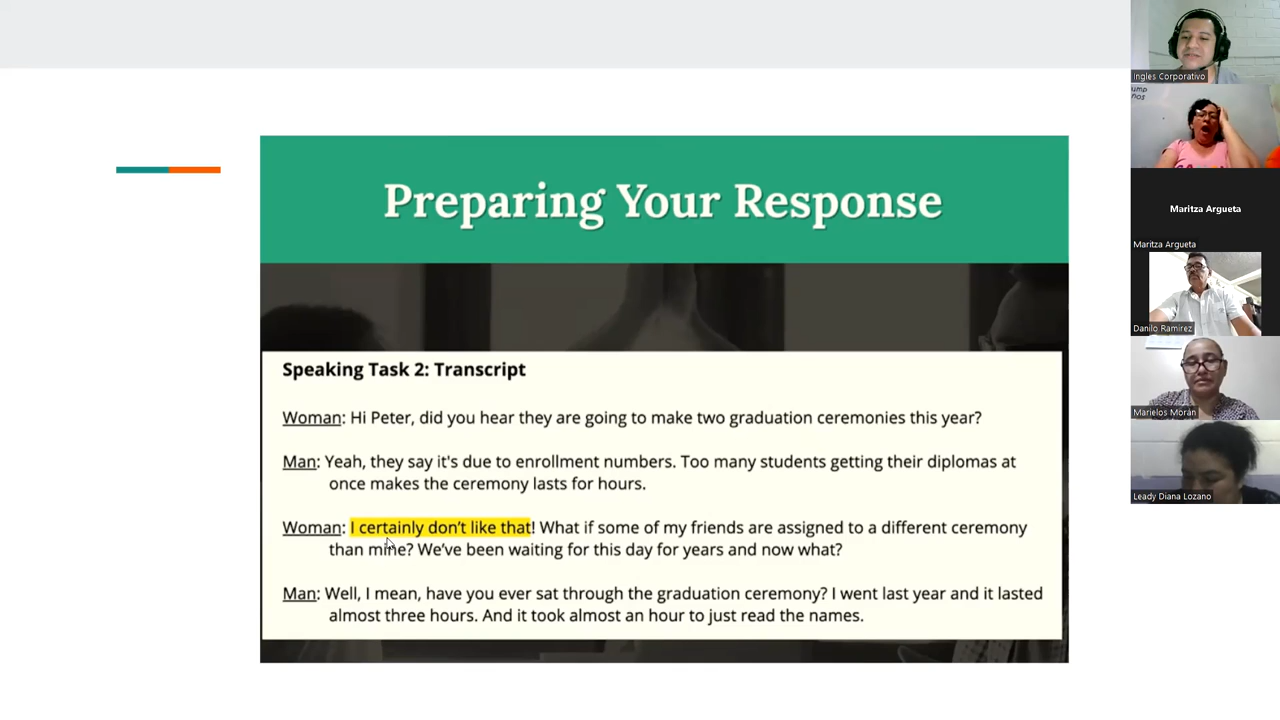 Preparing Your Response
Speaking Task 2: Transcript
Woman: Hi Peter, did you hear they are going to make two graduation ceremonies this year?
Man: Yeah, they say it's due to enrollment numbers. Too many students getting their diplomas at
once makes the ceremony lasts for hours.
Woman: I certainly don't like that! What if some of my friends are assigned to a different ceremony
than mine? We've been waiting for this day for years and now what?
Man: Well, I mean, have you ever sat through the graduation ceremony? I went last year and it lasted
almost three hours. And it took almost an hour to just read the names.
Ingles Corporativo
Maritza Argueta
Maritza Argueta
Danilo Ramirez
Marielos Morán
Leady Diana Lozano